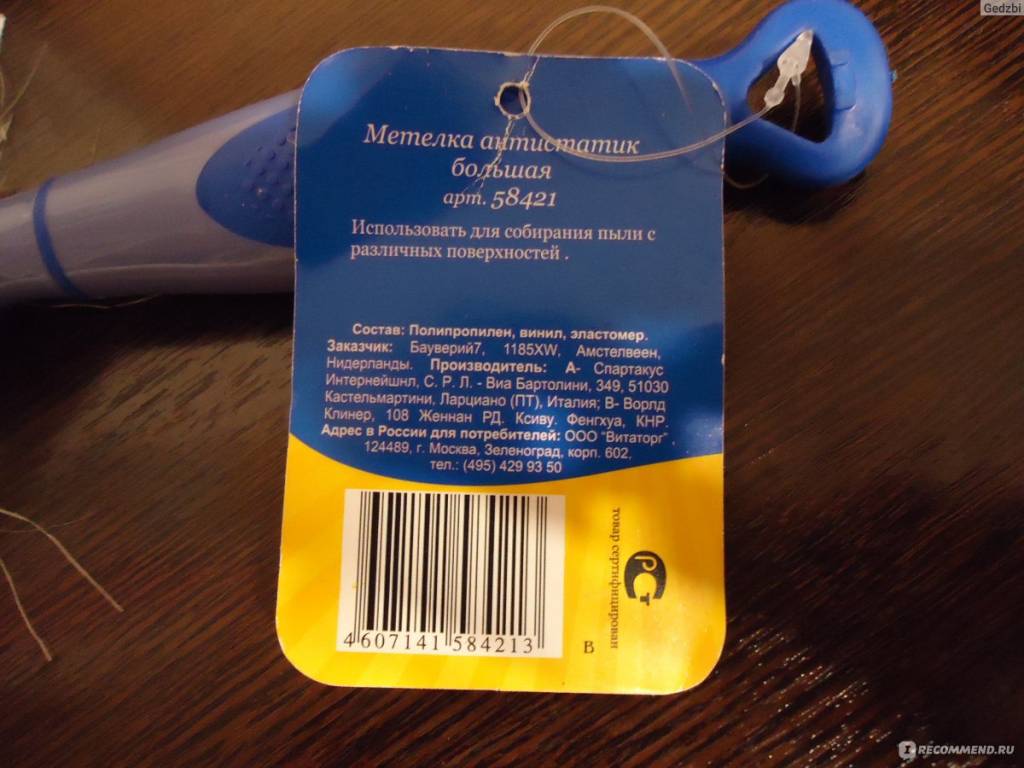 Gedzbi
Метелка антистатик
большая
арт. 58421
Использовать для собирания пыли с
различных поверхностей .
Состав: Полипропилен, винил, эластомер.
Заказчик: Бауверий7, 1185XW, Амстелвеен,
Нидерланды. Производитель: А- Спартакус
Интернейшнл, С. Р. Л. - Виа Бартолини, 349, 51030
Кастельмартини, Ларциано (ПТ), Италия; В- Ворлд
Клинер, 108 Женнан РД. Ксиву. Фенгхуа, КНР.
Адрес в России для потребителей: ООО "Витаторг" ,
124489, г. Москва, Зеленоград, корп. 602,
тел.: (495) 429 93 50
4 607141 584213
В
товар сертифицирован
РСТ
RECOMMEND.RU